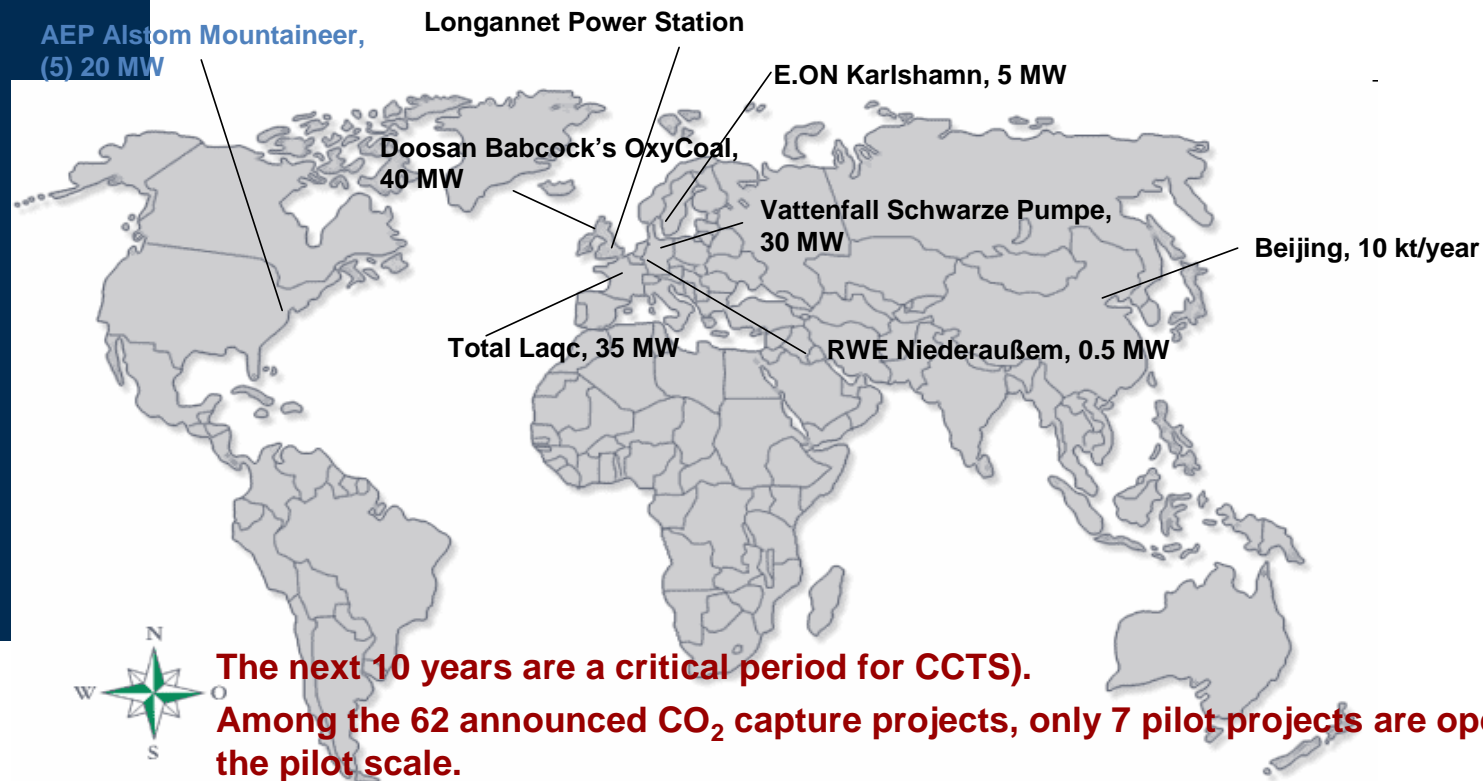 AEP Alstom Mountaineer,
(5) 20 MW
Longannet Power Station
E.ON Karlshamn, 5 MW
Doosan Babcock's OxyCoal,
40 MW
Vattenfall Schwarze Pumpe,
30 MW
Beijing, 10 kt/year
Total Laqc, 35 MW
RWE Niederaußem, 0.5 MW
N
W
O
S
The next 10 years are a critical period for CCTS).
Among the 62 announced CO₂ capture projects, only 7 pilot projects are
the pilot scale.